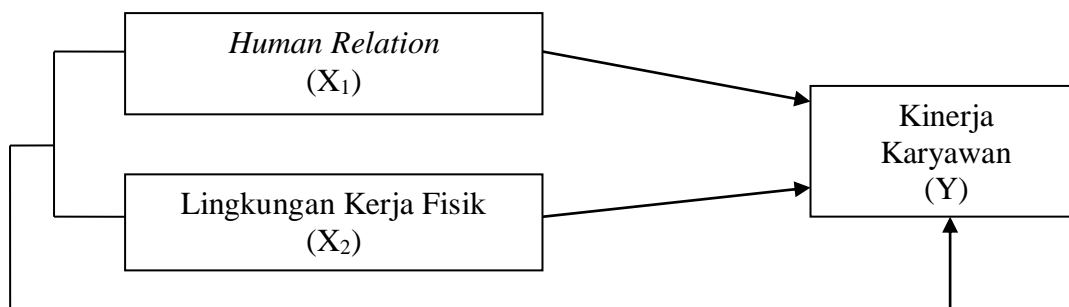 Human Relation
(X₁)
Lingkungan Kerja Fisik
(X₂)
Kinerja
Karyawan
(Y)